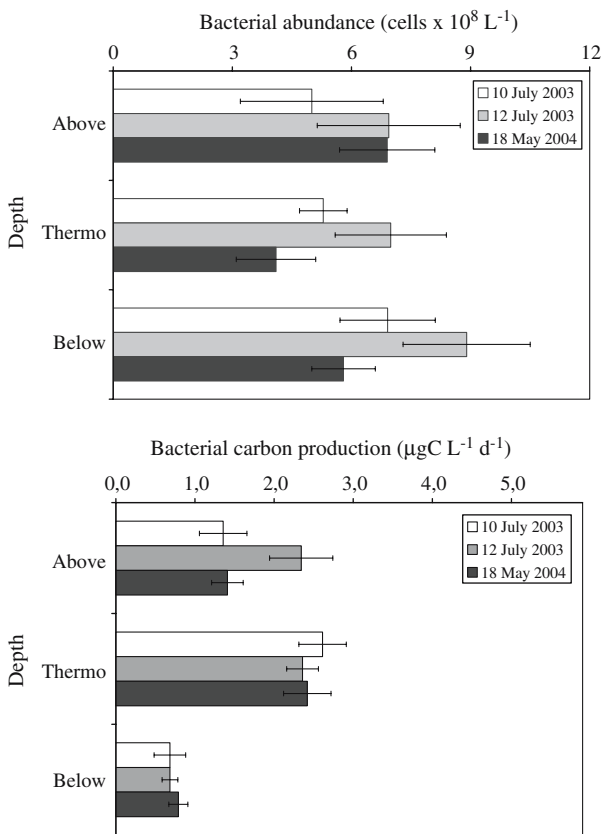 Bacterial abundance (cells x 10⁸ L⁻¹)
0 3 6 9 12
10 July 2003
12 July 2003
18 May 2004
Above
Thermo
Below
Depth
Bacterial carbon production (µgC L⁻¹ d⁻¹)
0,0 1,0 2,0 3,0 4,0 5,0
10 July 2003
12 July 2003
18 May 2004
Above
Thermo
Below
Depth